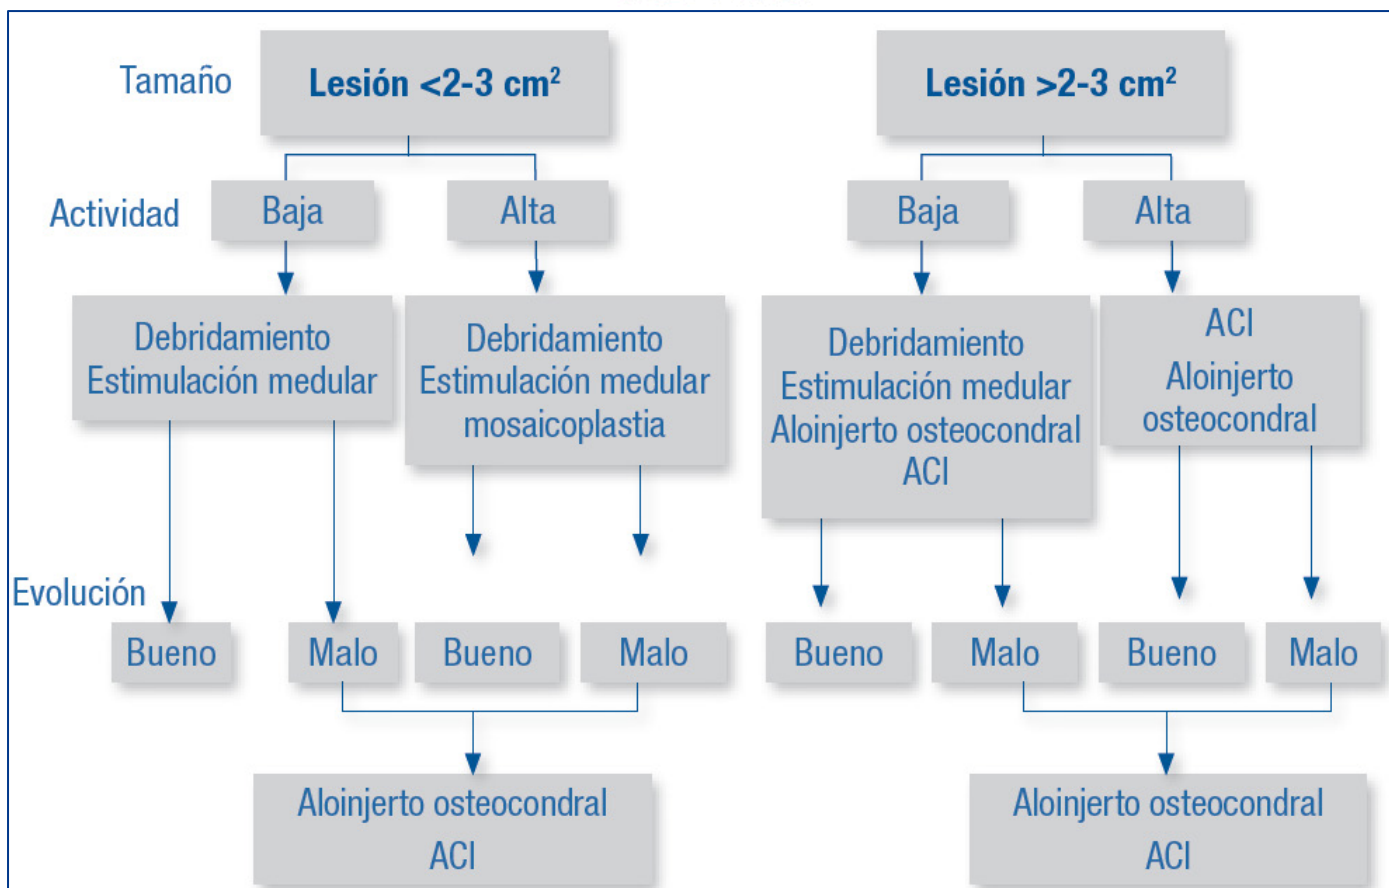 Tamaño
Lesión <2-3 cm²
Lesión >2-3 cm²
Actividad
Baja
Alta
Baja
Alta
Debridamiento
Estimulación medular
Debridamiento
Estimulación medular
mosaicoplastia
Debridamiento
Estimulación medular
Aloinjerto osteocondral
ACI
ACI
Aloinjerto
osteocondral
Evolución
Bueno
Malo
Bueno
Malo
Bueno
Malo
Bueno
Malo
Aloinjerto osteocondral
ACI
Aloinjerto osteocondral
ACI